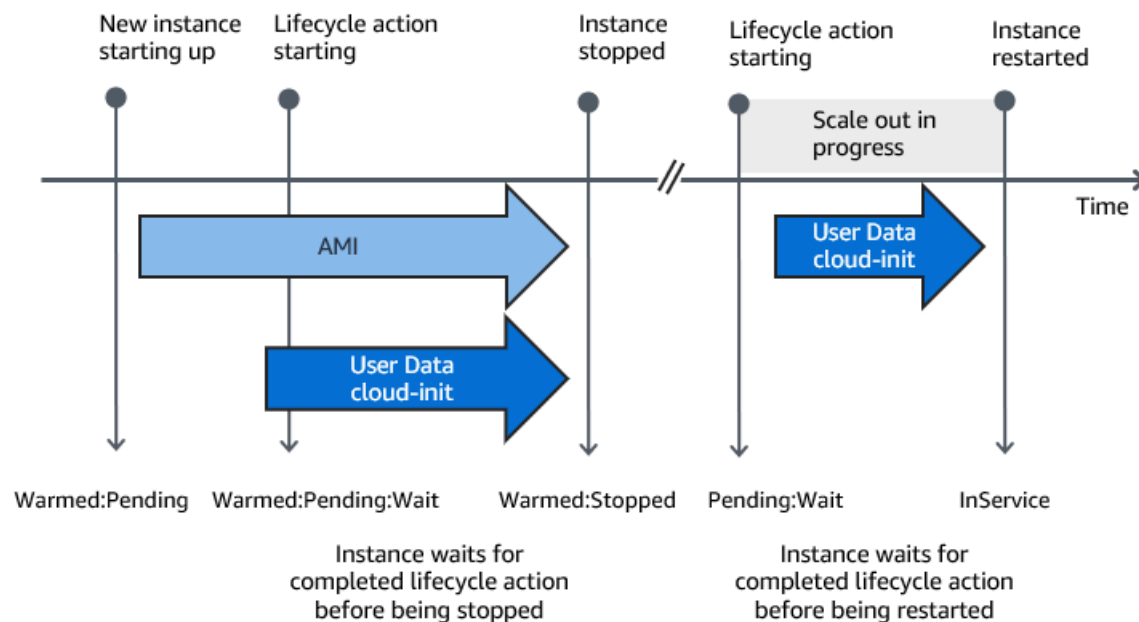 New instance
starting up
Lifecycle action
starting
Instance
stopped
Lifecycle action
starting
Instance
restarted
Scale out in
progress
Time
AMI
User Data
cloud-init
User Data
cloud-init
Warmed:Pending
Warmed:Pending:Wait
Warmed:Stopped
Pending:Wait
InService
Instance waits for
completed lifecycle action
before being stopped
Instance waits for
completed lifecycle action
before being restarted